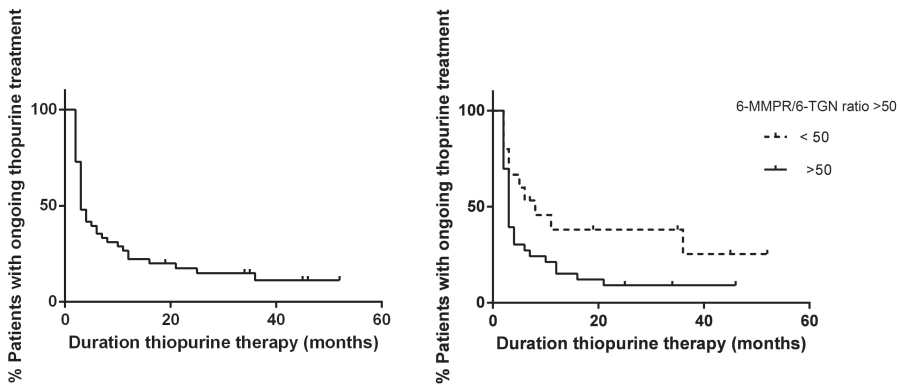 % Patients with ongoing thopurine treatment
100
50
0
0 20 40 60
Duration thiopurine therapy (months)
% Patients with ongoing thopurine treatment
100
50
0
0 20 40 60
Duration thiopurine therapy (months)
6-MMPR/6-TGN ratio >50
< 50
>50